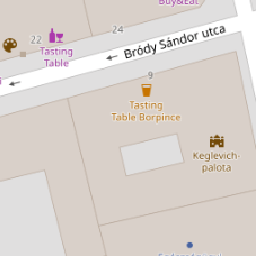 Buy&Eat
24
22
Tasting
Table
Bródy Sándor utca
9
Tasting
Table Borpince
Keglevich-
palota